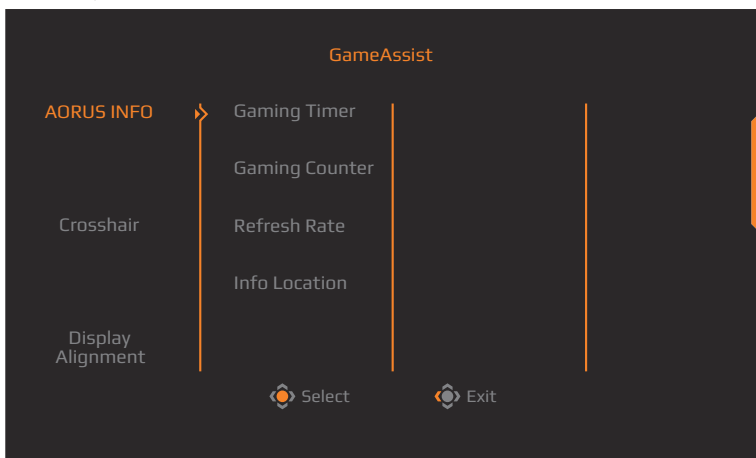 GameAssist
AORUS INFO
Gaming Timer
Gaming Counter
Crosshair
Refresh Rate
Info Location
Display
Alignment
Select
Exit